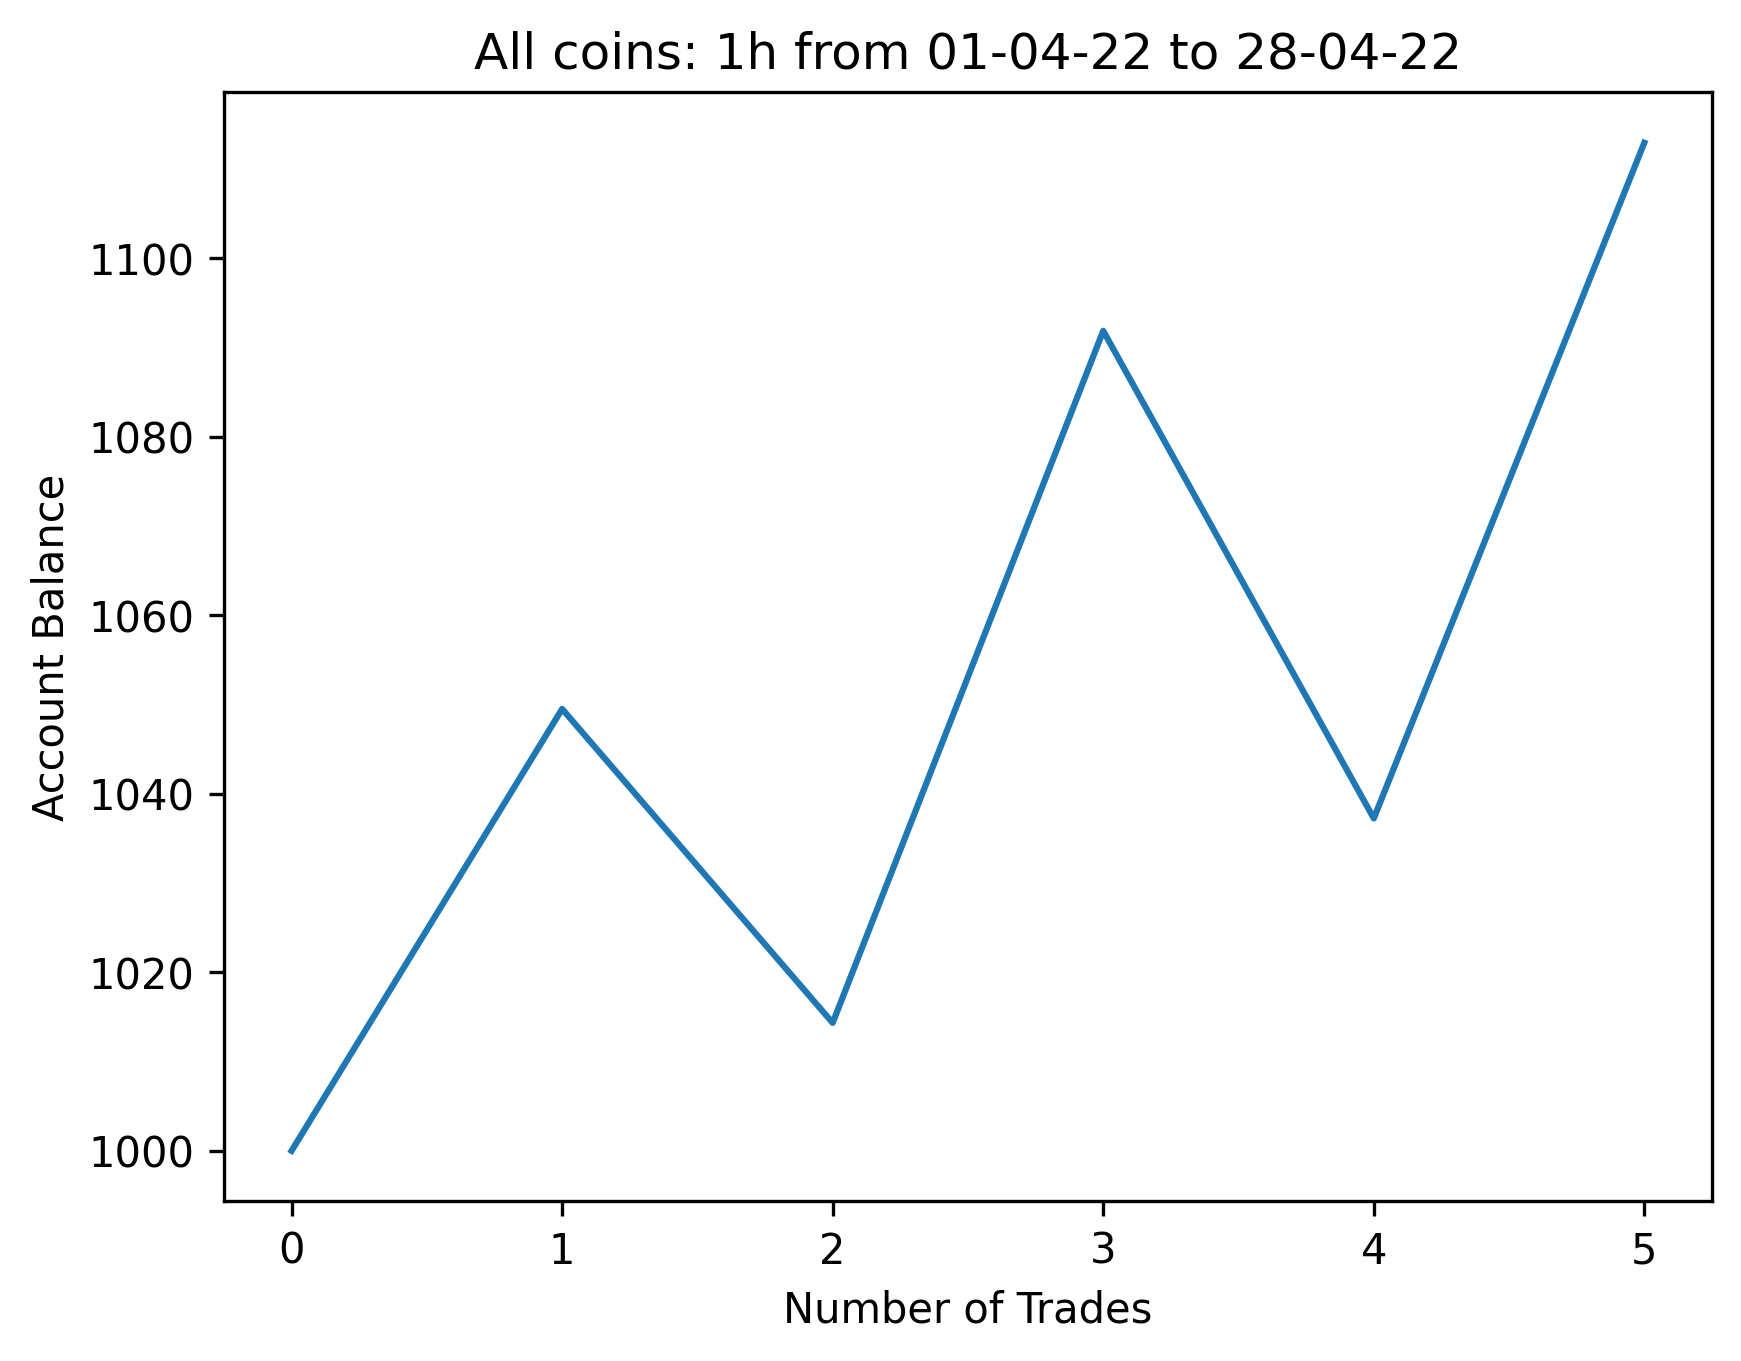 All coins: 1h from 01-04-22 to 28-04-22
Account Balance
1100
1080
1060
1040
1020
1000
0 1 2 3 4 5
Number of Trades